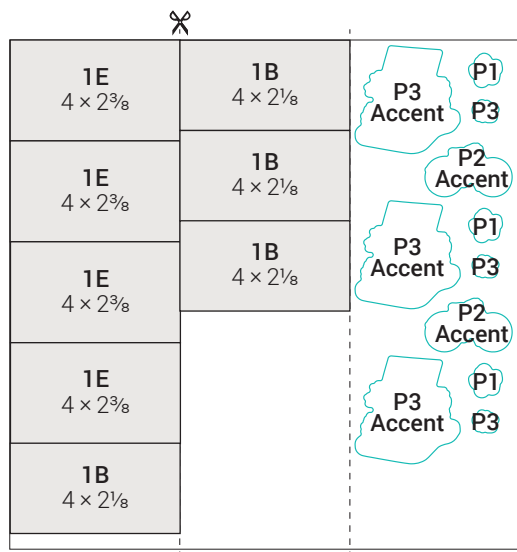 1E
4 × 2⅜
1E
4 × 2⅜
1E
4 × 2⅜
1E
4 × 2⅜
1B
4 × 2⅛
1B
4 × 2⅛
1B
4 × 2⅛
1B
4 × 2⅛
P3
Accent
P1
P3
P2
Accent
P3
Accent
P1
P3
P2
Accent
P3
Accent
P1
P3